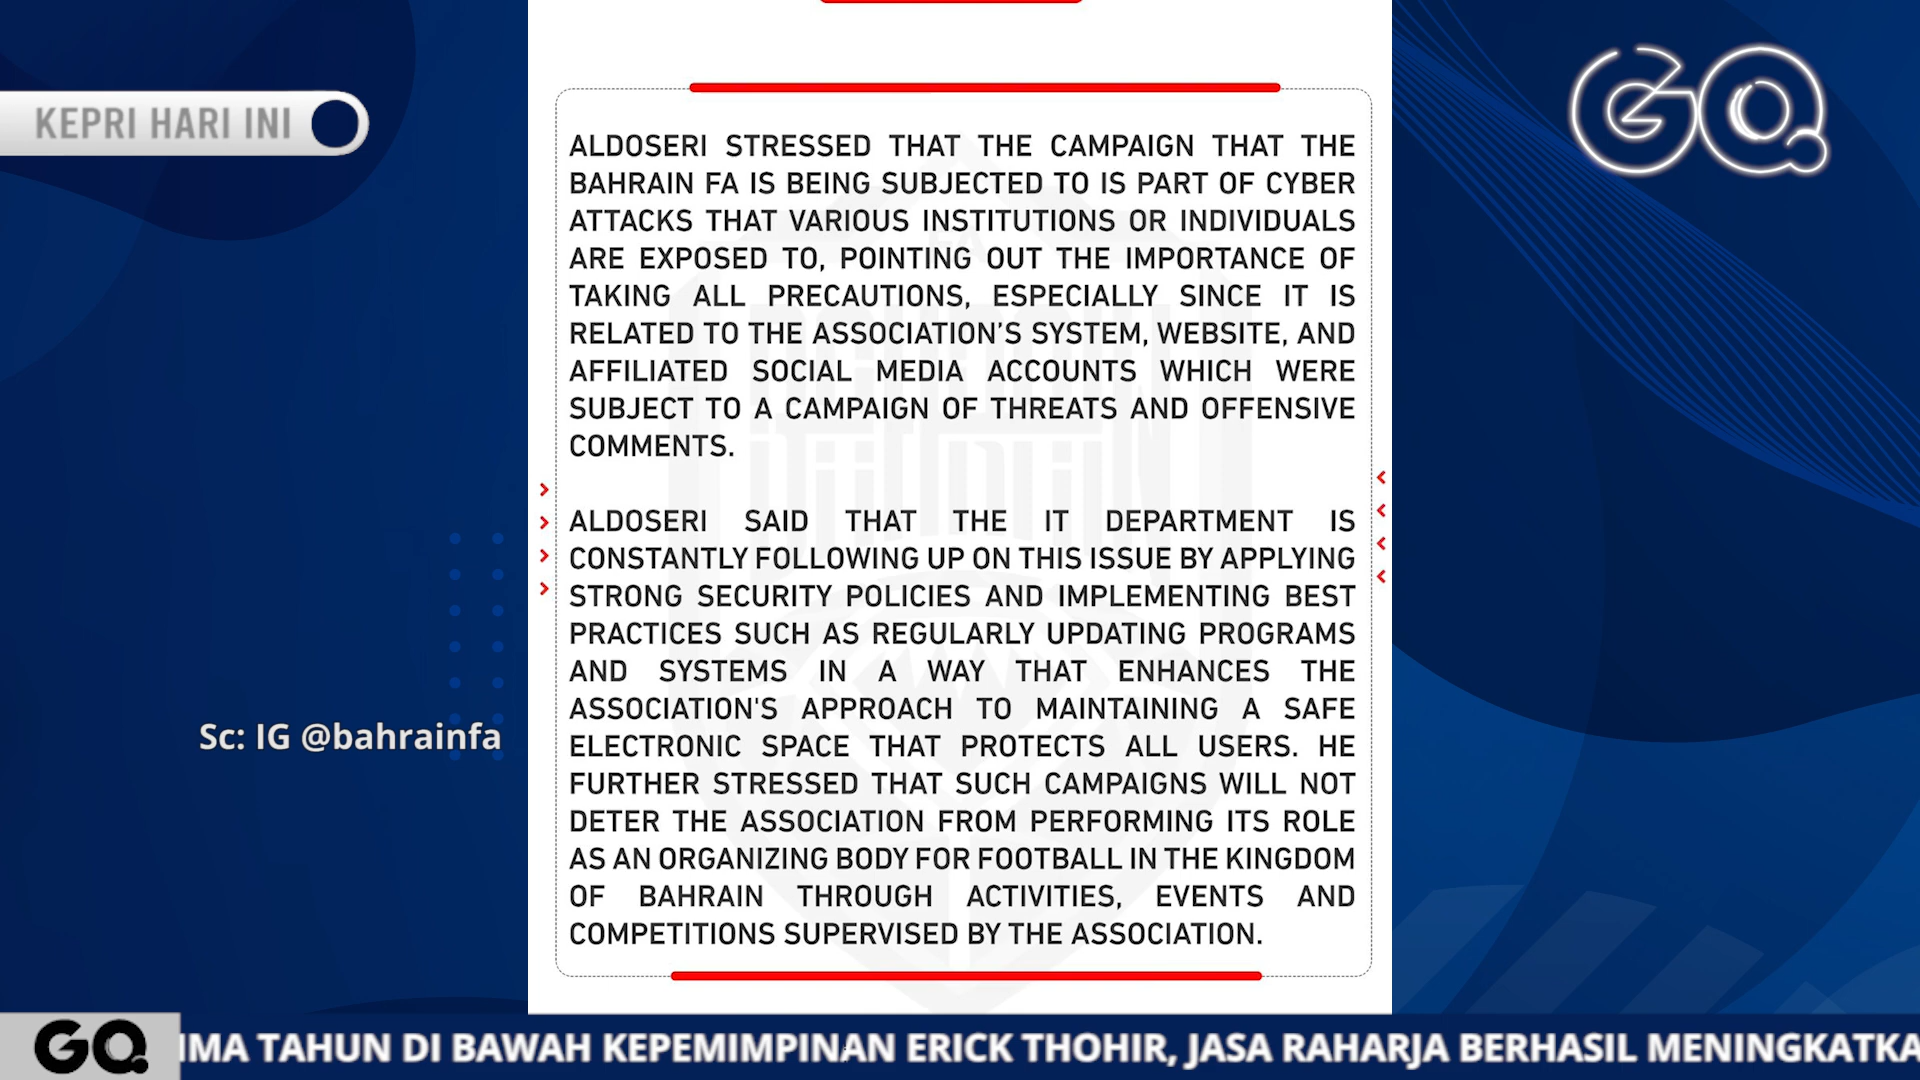 KEPRI HARI INI
GQ
ALDOSERI STRESSED THAT THE CAMPAIGN THAT THE
BAHRAIN FA IS BEING SUBJECTED TO IS PART OF CYBER
ATTACKS THAT VARIOUS INSTITUTIONS OR INDIVIDUALS
ARE EXPOSED TO, POINTING OUT THE IMPORTANCE OF
TAKING ALL PRECAUTIONS, ESPECIALLY SINCE IT IS
RELATED TO THE ASSOCIATION’S SYSTEM, WEBSITE, AND
AFFILIATED SOCIAL MEDIA ACCOUNTS WHICH WERE
SUBJECT TO A CAMPAIGN OF THREATS AND OFFENSIVE
COMMENTS.
ALDOSERI SAID THAT THE IT DEPARTMENT IS
CONSTANTLY FOLLOWING UP ON THIS ISSUE BY APPLYING
STRONG SECURITY POLICIES AND IMPLEMENTING BEST
PRACTICES SUCH AS REGULARLY UPDATING PROGRAMS
AND SYSTEMS IN A WAY THAT ENHANCES THE
ASSOCIATION'S APPROACH TO MAINTAINING A SAFE
ELECTRONIC SPACE THAT PROTECTS ALL USERS. HE
FURTHER STRESSED THAT SUCH CAMPAIGNS WILL NOT
DETER THE ASSOCIATION FROM PERFORMING ITS ROLE
AS AN ORGANIZING BODY FOR FOOTBALL IN THE KINGDOM
OF BAHRAIN THROUGH ACTIVITIES, EVENTS AND
COMPETITIONS SUPERVISED BY THE ASSOCIATION.
Sc: IG @bahrainfa
GQ
IMA TAHUN DI BAWAH KEPEMIMPINAN ERICK THOHIR, JASA RAHARJA BERHASIL MENINGKATKA